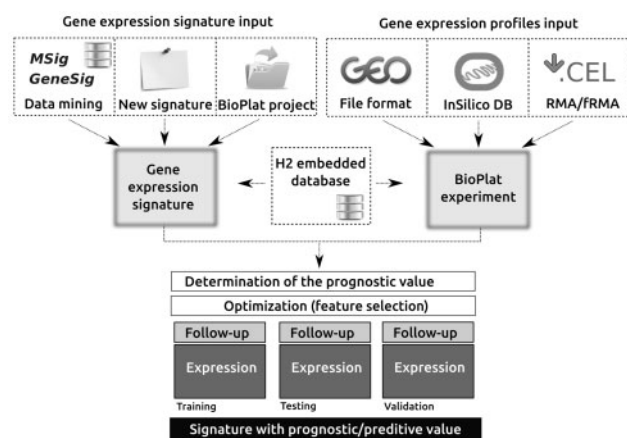 Gene expression signature input
MSig
GeneSig
Data mining
New signature
BioPlat project
Gene expression profiles input
GEO
File format
InSilico DB
.CEL
RMA/fRMA
Gene
expression
signature
H2 embedded
database
BioPlat
experiment
Determination of the prognostic value
Optimization (feature selection)
Follow-up
Follow-up
Follow-up
Expression
Expression
Expression
Training
Testing
Validation
Signature with prognostic/preditive value